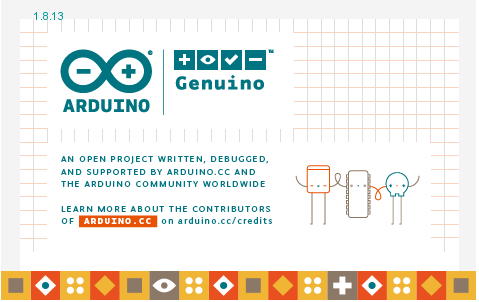 1.8.13
ARDUINO
Genuino™
AN OPEN PROJECT WRITTEN, DEBUGGED,
AND SUPPORTED BY ARDUINO.CC AND
THE ARDUINO COMMUNITY WORLDWIDE
LEARN MORE ABOUT THE CONTRIBUTORS
OF ARDUINO.CC on arduino.cc/credits